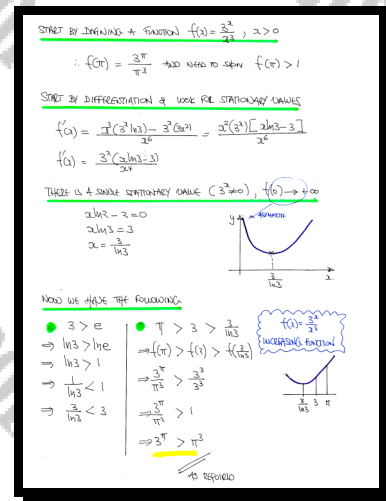 START BY DEFINING A FUNCTION f(x) = 3^x/x^3 , x>0
∴ f(π) = 3^π/π^3 AND NEED TO SHOW f(π) > 1
START BY DIFFERENTIATION & LOOK FOR STATIONARY VALUES
f'(x) = x^3(3^x ln3) - 3^x(3x^2)/x^6 = x^2(3^x)[xln3-3]/x^6
f'(x) = 3^x(xln3-3)/x^4
THERE IS A SINGLE STATIONARY VALUE (3^x≠0), f(0) → +∞
xln3 - 3 = 0
xln3 = 3
x = 3/ln3
y
ASYMPTOTE
3/ln3
x
NOW WE HAVE THE FOLLOWING
3 > e
⇒ ln3 > lne
⇒ ln3 > 1
⇒ 1/ln3 < 1
⇒ 3/ln3 < 3
π > 3 > 3/ln3
⇒ f(π) > f(3) > f(3/ln3)
⇒ 3^π/π^3 > 3^3/3^3
⇒ 3^π/π^3 > 1
⇒ 3^π > π^3
AS REQUIRED
f(x) = 3^x/x^3
INCREASING FUNCTION
3/ln3 3 π